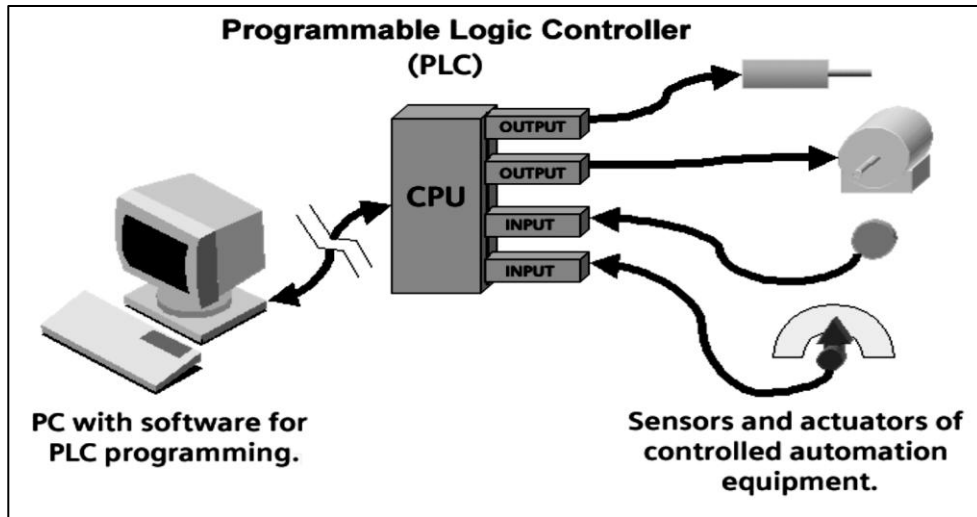 Programmable Logic Controller
(PLC)
OUTPUT
OUTPUT
CPU
INPUT
INPUT
PC with software for
PLC programming.
Sensors and actuators of
controlled automation
equipment.